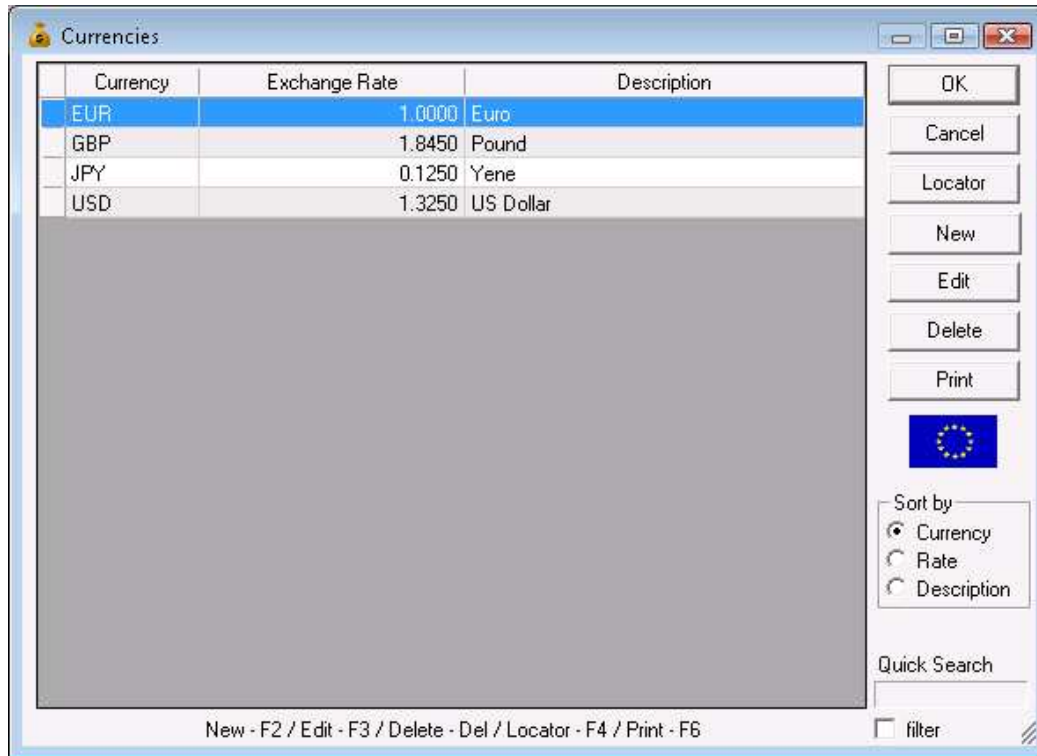 Currencies
Currency Exchange Rate Description
EUR 1.0000 Euro
GBP 1.8450 Pound
JPY 0.1250 Yene
USD 1.3250 US Dollar
OK
Cancel
Locator
New
Edit
Delete
Print
Sort by
Currency
Rate
Description
Quick Search
filter
New - F2 / Edit - F3 / Delete - Del / Locator - F4 / Print - F6